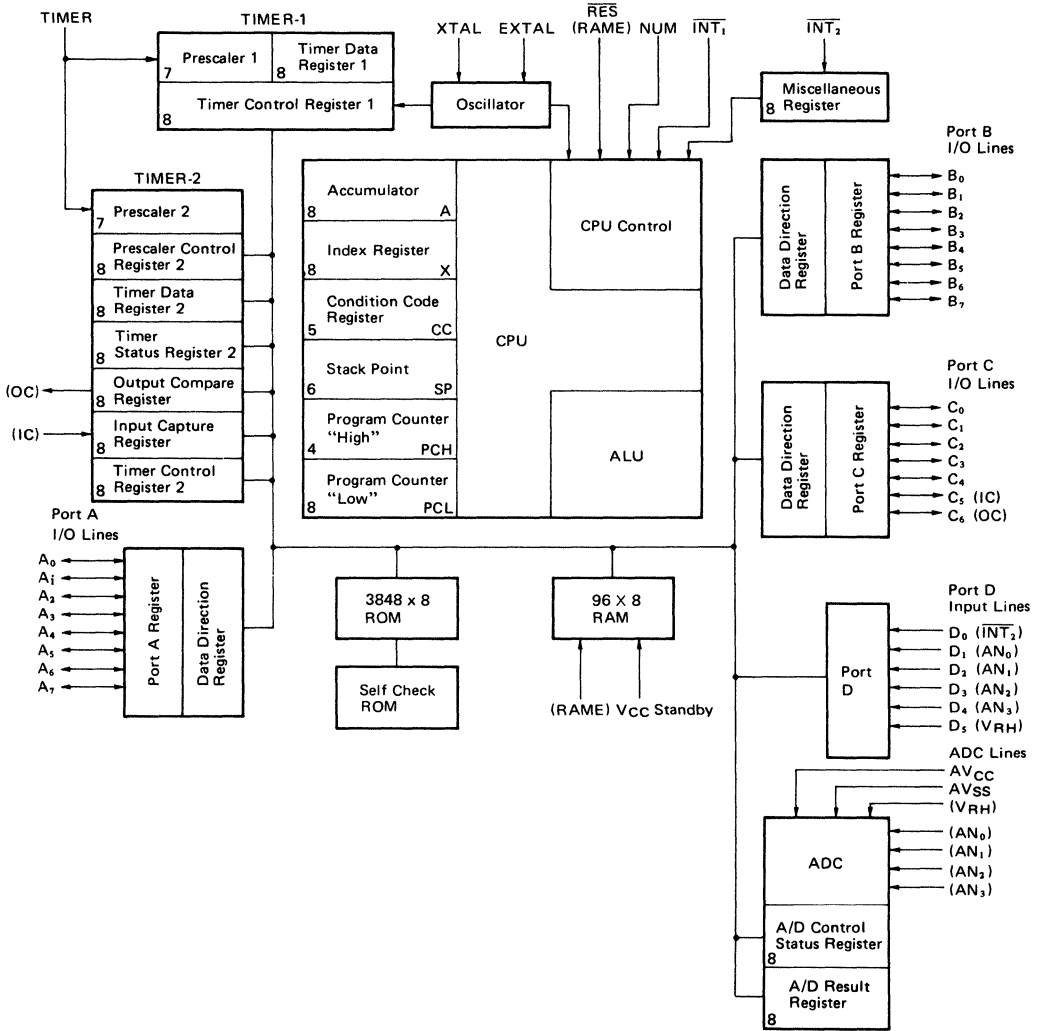 TIMER
TIMER-1
Prescaler 1
7
Timer Data
Register 1
8
Timer Control Register 1
8
XTAL
EXTAL
RES
(RAME)
NUM
INT₁
INT₂
Oscillator
Miscellaneous
Register
8
TIMER-2
Prescaler 2
7
Prescaler Control
Register 2
8
Timer Data
Register 2
8
Timer
Status Register 2
8
(OC)
Output Compare
Register
8
(IC)
Input Capture
Register
8
Timer Control
Register 2
8
Accumulator
8 A
Index Register
8 X
Condition Code
Register
5 CC
Stack Point
6 SP
Program Counter
"High"
4 PCH
Program Counter
"Low"
8 PCL
CPU
CPU Control
ALU
Port B
I/O Lines
Data Direction
Register
Port B Register
B₀
B₁
B₂
B₃
B₄
B₅
B₆
B₇
Port C
I/O Lines
Data Direction
Register
Port C Register
C₀
C₁
C₂
C₃
C₄
C₅ (IC)
C₆ (OC)
Port A
I/O Lines
A₀
A₁
A₂
A₃
A₄
A₅
A₆
A₇
Port A Register
Data Direction
Register
3848 x 8
ROM
Self Check
ROM
96 X 8
RAM
(RAME) VCC Standby
Port D
Input Lines
Port
D
D₀ (INT₂)
D₁ (AN₀)
D₂ (AN₁)
D₃ (AN₂)
D₄ (AN₃)
D₅ (VRH)
ADC Lines
AVCC
AVSS
(VRH)
(AN₀)
(AN₁)
(AN₂)
(AN₃)
ADC
A/D Control
Status Register
8
A/D Result
Register
8